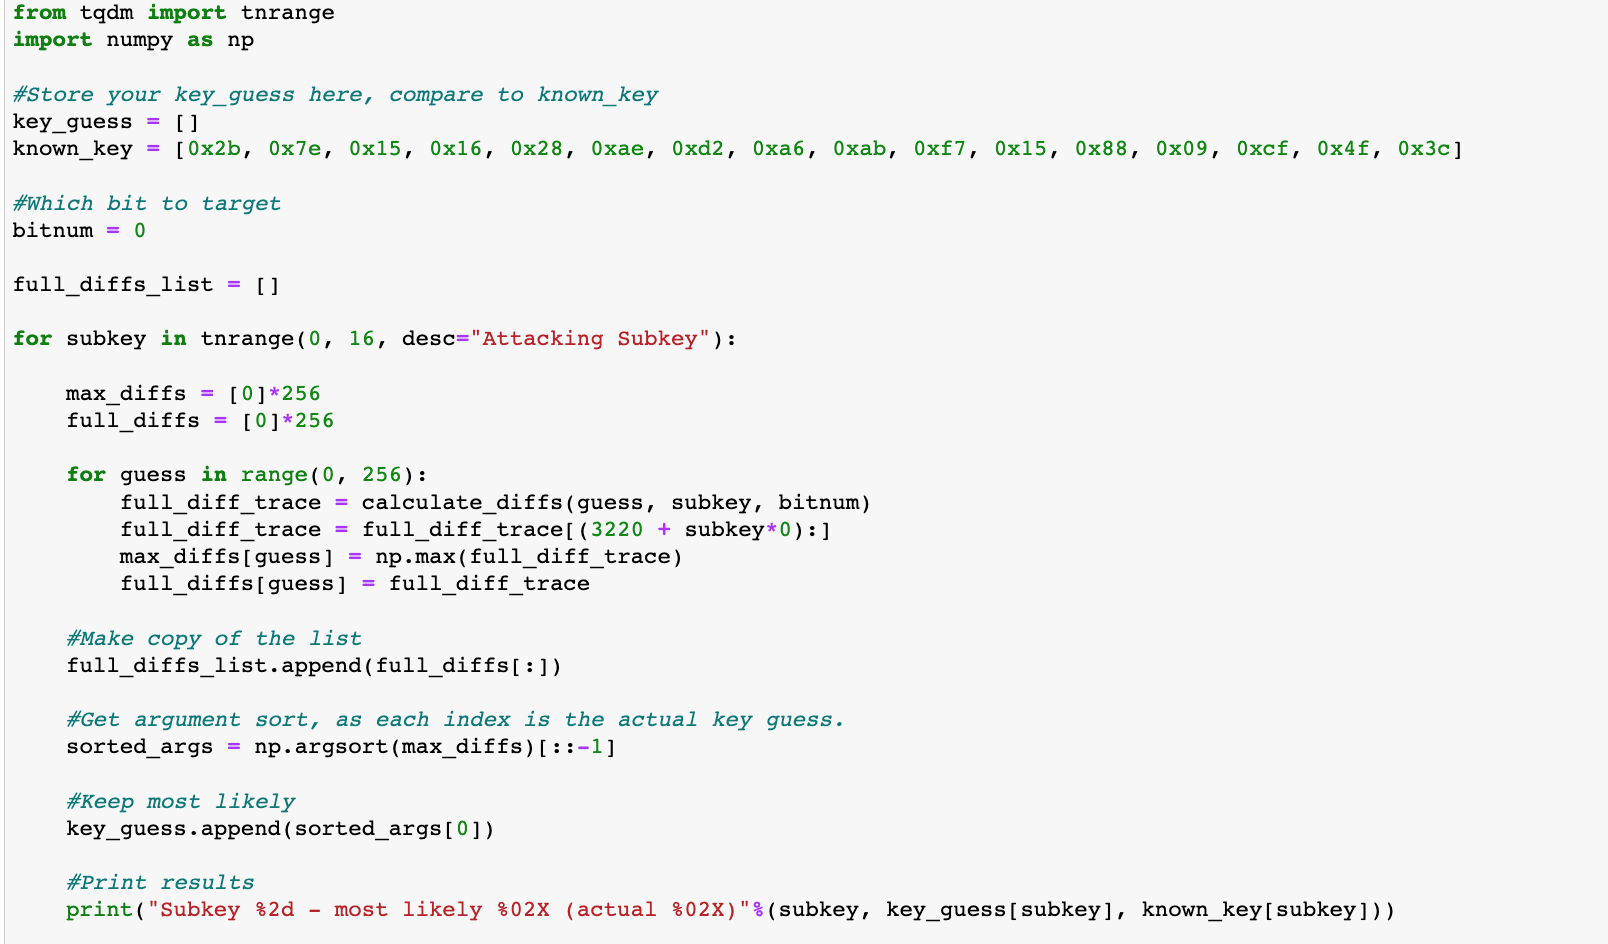 from tqdm import tnrange
import numpy as np
#Store your key_guess here, compare to known_key
key_guess = []
known_key = [0x2b, 0x7e, 0x15, 0x16, 0x28, 0xae, 0xd2, 0xa6, 0xab, 0xf7, 0x15, 0x88, 0x09, 0xcf, 0x4f, 0x3c]
#Which bit to target
bitnum = 0
full_diffs_list = []
for subkey in tnrange(0, 16, desc="Attacking Subkey"):
    max_diffs = [0]*256
    full_diffs = [0]*256
    for guess in range(0, 256):
        full_diff_trace = calculate_diffs(guess, subkey, bitnum)
        full_diff_trace = full_diff_trace[(3220 + subkey*0):]
        max_diffs[guess] = np.max(full_diff_trace)
        full_diffs[guess] = full_diff_trace
    #Make copy of the list
    full_diffs_list.append(full_diffs[:])
    #Get argument sort, as each index is the actual key guess.
    sorted_args = np.argsort(max_diffs)[::-1]
    #Keep most likely
    key_guess.append(sorted_args[0])
    #Print results
    print("Subkey %2d - most likely %02X (actual %02X)"%(subkey, key_guess[subkey], known_key[subkey]))